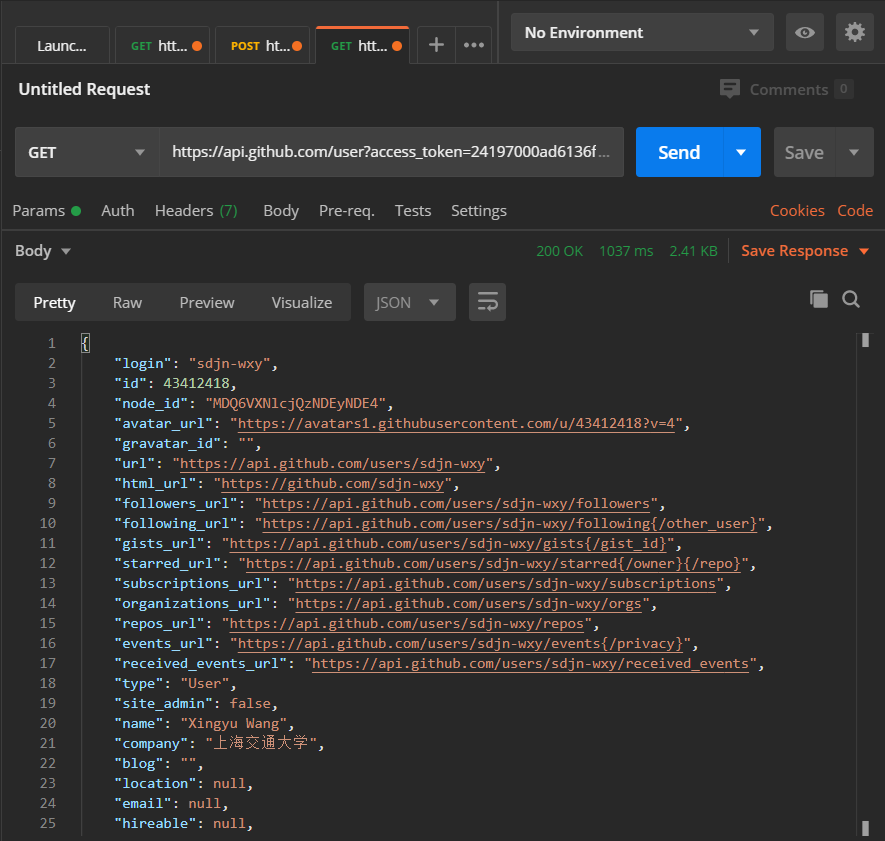 Launc... GET htt... POST ht... GET htt... + ••• No Environment
Untitled Request Comments 0
GET https://api.github.com/user?access_token=24197000ad6136f... Send Save
Params Auth Headers (7) Body Pre-req. Tests Settings Cookies Code
Body 200 OK 1037 ms 2.41 KB Save Response
Pretty Raw Preview Visualize JSON
1 {
2 "login": "sdjn-wxy",
3 "id": 43412418,
4 "node_id": "MDQ6VXNlcjQzNDEyNDE4",
5 "avatar_url": "https://avatars1.githubusercontent.com/u/43412418?v=4",
6 "gravatar_id": "",
7 "url": "https://api.github.com/users/sdjn-wxy",
8 "html_url": "https://github.com/sdjn-wxy",
9 "followers_url": "https://api.github.com/users/sdjn-wxy/followers",
10 "following_url": "https://api.github.com/users/sdjn-wxy/following{/other_user}",
11 "gists_url": "https://api.github.com/users/sdjn-wxy/gists{/gist_id}",
12 "starred_url": "https://api.github.com/users/sdjn-wxy/starred{/owner}{/repo}",
13 "subscriptions_url": "https://api.github.com/users/sdjn-wxy/subscriptions",
14 "organizations_url": "https://api.github.com/users/sdjn-wxy/orgs",
15 "repos_url": "https://api.github.com/users/sdjn-wxy/repos",
16 "events_url": "https://api.github.com/users/sdjn-wxy/events{/privacy}",
17 "received_events_url": "https://api.github.com/users/sdjn-wxy/received_events",
18 "type": "User",
19 "site_admin": false,
20 "name": "Xingyu Wang",
21 "company": "上海交通大学",
22 "blog": "",
23 "location": null,
24 "email": null,
25 "hireable": null,